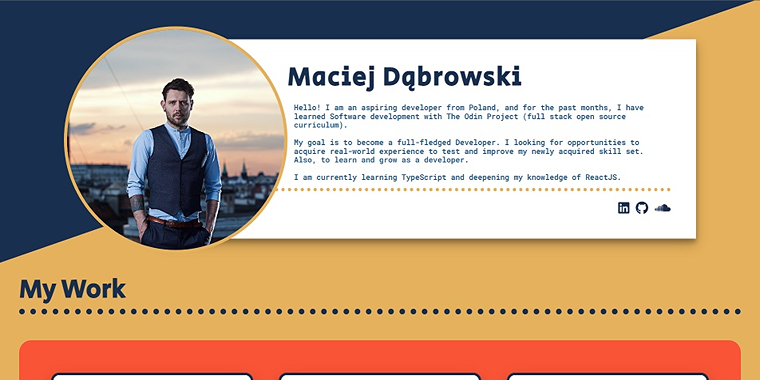 Maciej Dąbrowski
Hello! I am an aspiring developer from Poland, and for the past months, I have
learned Software development with The Odin Project (full stack open source
curriculum).
My goal is to become a full-fledged Developer. I looking for opportunities to
acquire real-world experience to test and improve my newly acquired skill set.
Also, to learn and grow as a developer.
I am currently learning TypeScript and deepening my knowledge of ReactJS.
My Work